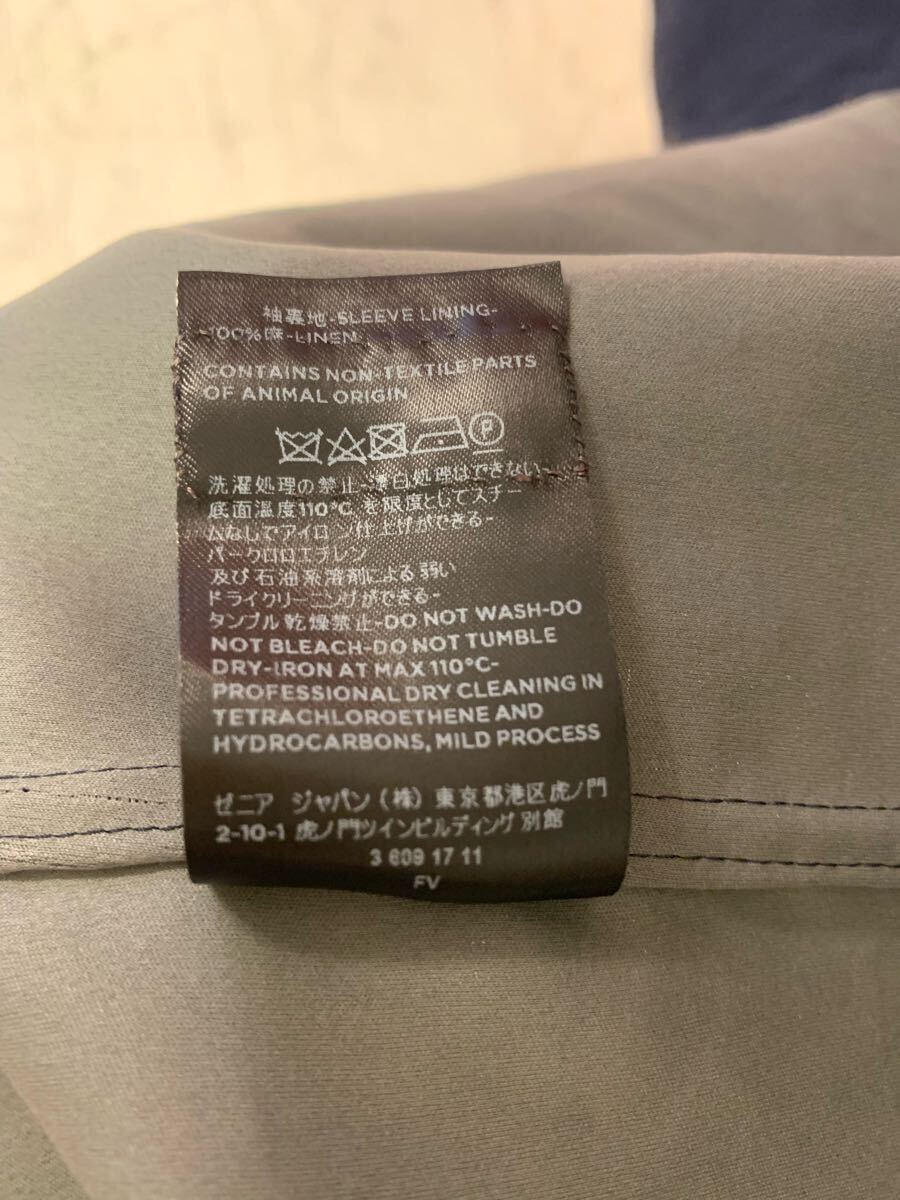 袖裏地-SLEEVE LINING-
100%麻-LINEN
CONTAINS NON-TEXTILE PARTS
OF ANIMAL ORIGIN
P
洗濯処理の禁止-漂白処理はできない-
底面温度110℃ を限度としてスチー
ムなしでアイロン仕上げができる-
パークロロエチレン
及び石油系溶剤による弱い
ドライクリーニングができる-
タンブル乾燥禁止-DO NOT WASH-DO
NOT BLEACH-DO NOT TUMBLE
DRY-IRON AT MAX 110°C-
PROFESSIONAL DRY CLEANING IN
TETRACHLOROETHENE AND
HYDROCARBONS, MILD PROCESS
ゼニア ジャパン(株) 東京都港区虎ノ門
2-10-1 虎ノ門ツインビルディング 別館
3 609 17 11
FV